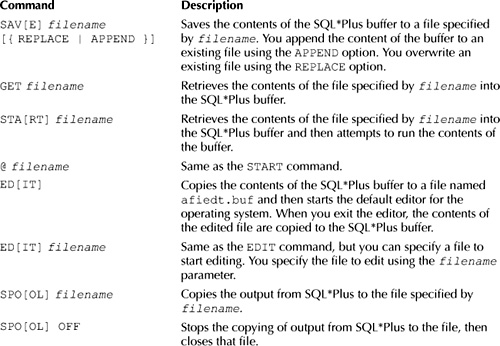 Command Description
SAV[E] filename Saves the contents of the SQL*Plus buffer to a file specified
[{ REPLACE | APPEND }] by filename. You append the content of the buffer to an
existing file using the APPEND option. You overwrite an
existing file using the REPLACE option.
GET filename Retrieves the contents of the file specified by filename into
the SQL*Plus buffer.
STA[RT] filename Retrieves the contents of the file specified by filename into
the SQL*Plus buffer and then attempts to run the contents of
the buffer.
@ filename Same as the START command.
ED[IT] Copies the contents of the SQL*Plus buffer to a file named
afiedt.buf and then starts the default editor for the
operating system. When you exit the editor, the contents of
the edited file are copied to the SQL*Plus buffer.
ED[IT] filename Same as the EDIT command, but you can specify a file to
start editing. You specify the file to edit using the filename
parameter.
SPO[OL] filename Copies the output from SQL*Plus to the file specified by
filename.
SPO[OL] OFF Stops the copying of output from SQL*Plus to the file, then
closes that file.